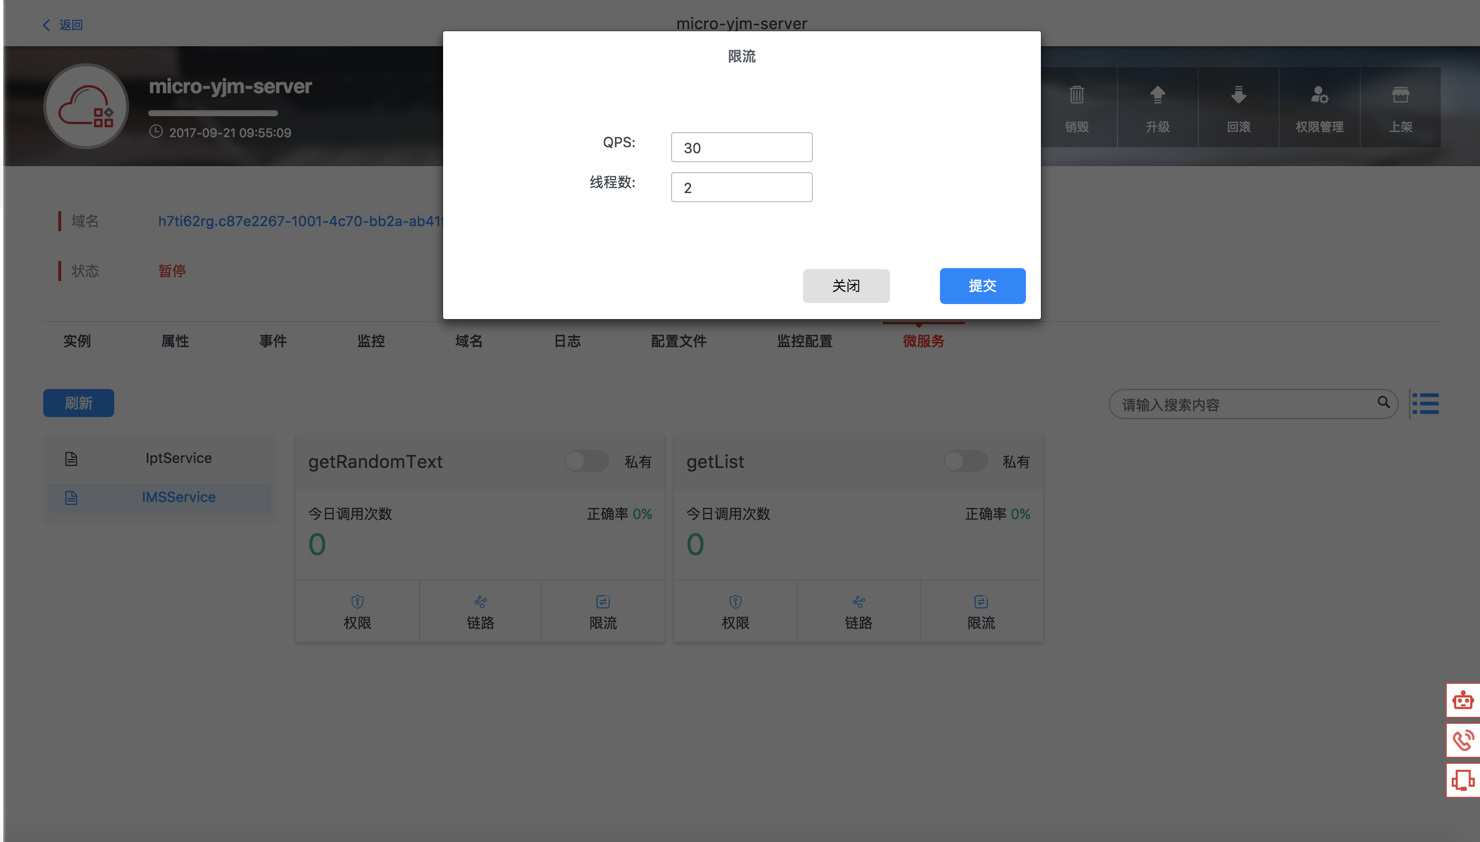 返回
micro-yjm-server
限流
micro-yjm-server
2017-09-21 09:55:09
销毁
升级
回滚
权限管理
上架
QPS:
30
线程数:
2
域名
h7ti62rg.c87e2267-1001-4c70-bb2a-ab41
状态
暂停
关闭
提交
实例
属性
事件
监控
域名
日志
配置文件
监控配置
微服务
刷新
请输入搜索内容
IptService
IMSService
getRandomText
私有
今日调用次数
正确率 0%
0
权限
链路
限流
getList
私有
今日调用次数
正确率 0%
0
权限
链路
限流